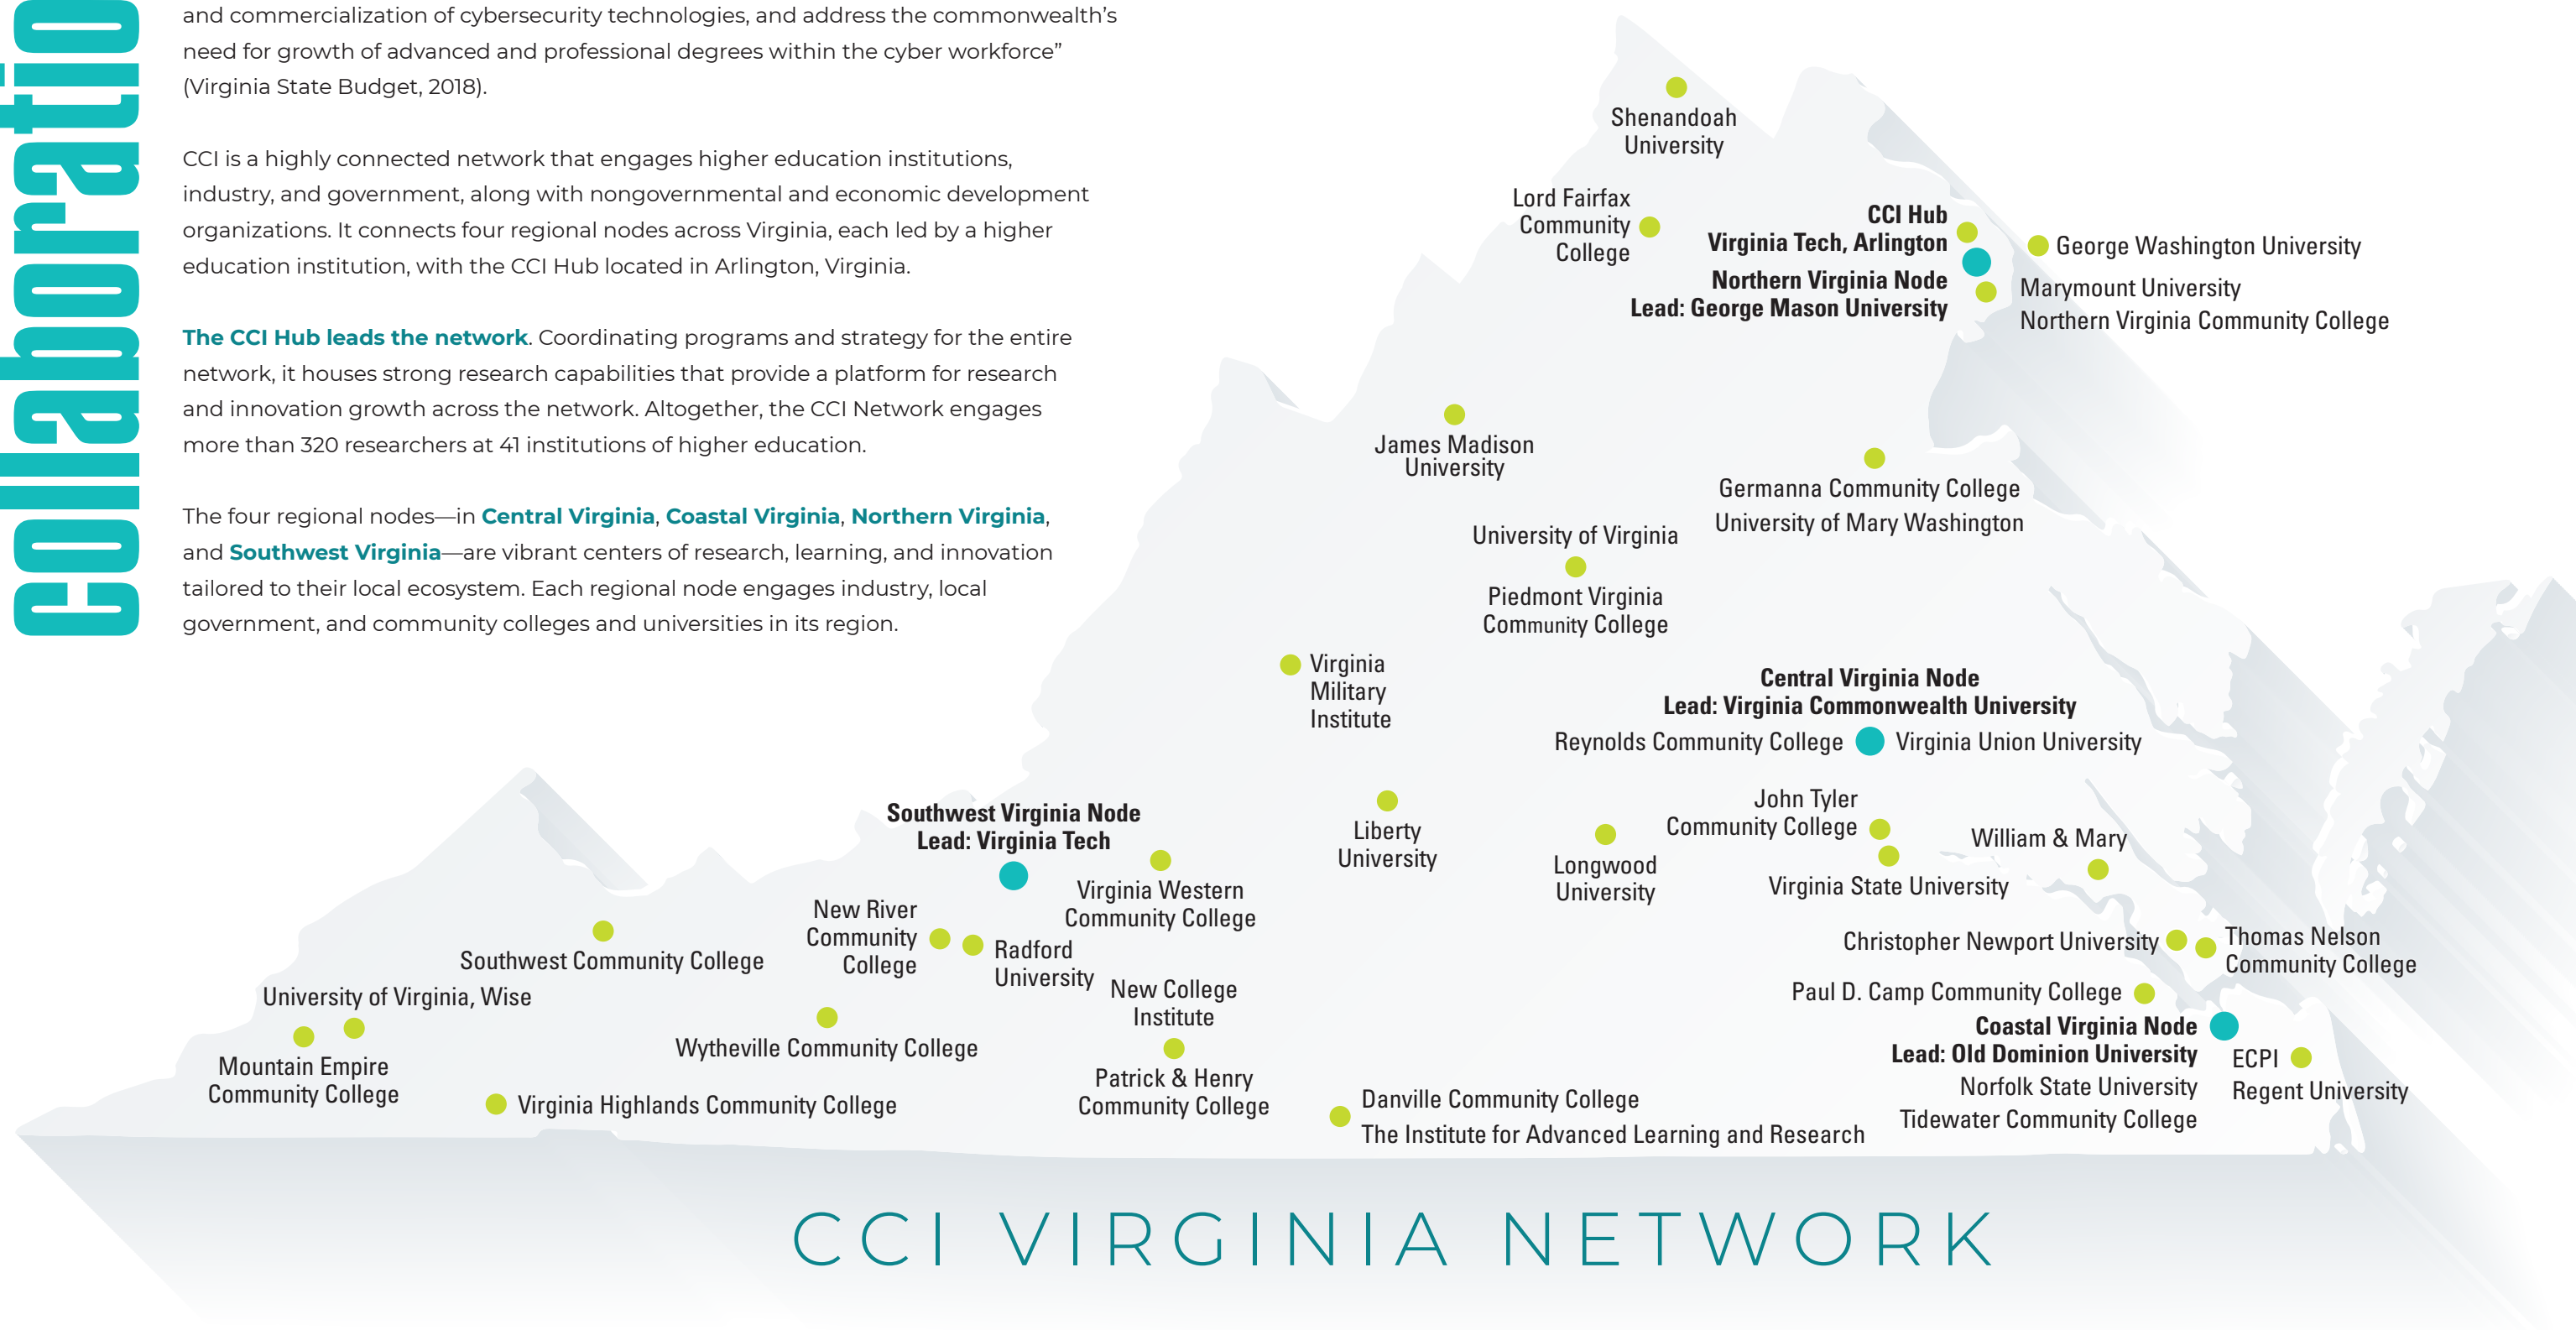 collaboratio
and commercialization of cybersecurity technologies, and address the commonwealth’s
need for growth of advanced and professional degrees within the cyber workforce”
(Virginia State Budget, 2018).
CCI is a highly connected network that engages higher education institutions,
industry, and government, along with nongovernmental and economic development
organizations. It connects four regional nodes across Virginia, each led by a higher
education institution, with the CCI Hub located in Arlington, Virginia.
The CCI Hub leads the network. Coordinating programs and strategy for the entire
network, it houses strong research capabilities that provide a platform for research
and innovation growth across the network. Altogether, the CCI Network engages
more than 320 researchers at 41 institutions of higher education.
The four regional nodes—in Central Virginia, Coastal Virginia, Northern Virginia,
and Southwest Virginia—are vibrant centers of research, learning, and innovation
tailored to their local ecosystem. Each regional node engages industry, local
government, and community colleges and universities in its region.
Shenandoah
University
Lord Fairfax
Community
College
CCI Hub
Virginia Tech, Arlington
Northern Virginia Node
Lead: George Mason University
George Washington University
Marymount University
Northern Virginia Community College
James Madison
University
Germanna Community College
University of Mary Washington
University of Virginia
Piedmont Virginia
Community College
Virginia
Military
Institute
Central Virginia Node
Lead: Virginia Commonwealth University
Reynolds Community College
Virginia Union University
Southwest Virginia Node
Lead: Virginia Tech
Liberty
University
Longwood
University
John Tyler
Community College
Virginia State University
William & Mary
Virginia Western
Community College
New River
Community
College
Radford
University
Southwest Community College
University of Virginia, Wise
Mountain Empire
Community College
Wytheville Community College
Virginia Highlands Community College
New College
Institute
Patrick & Henry
Community College
Danville Community College
The Institute for Advanced Learning and Research
Christopher Newport University
Thomas Nelson
Community College
Paul D. Camp Community College
Coastal Virginia Node
Lead: Old Dominion University
Norfolk State University
Tidewater Community College
ECPI
Regent University
CCI VIRGINIA NETWORK